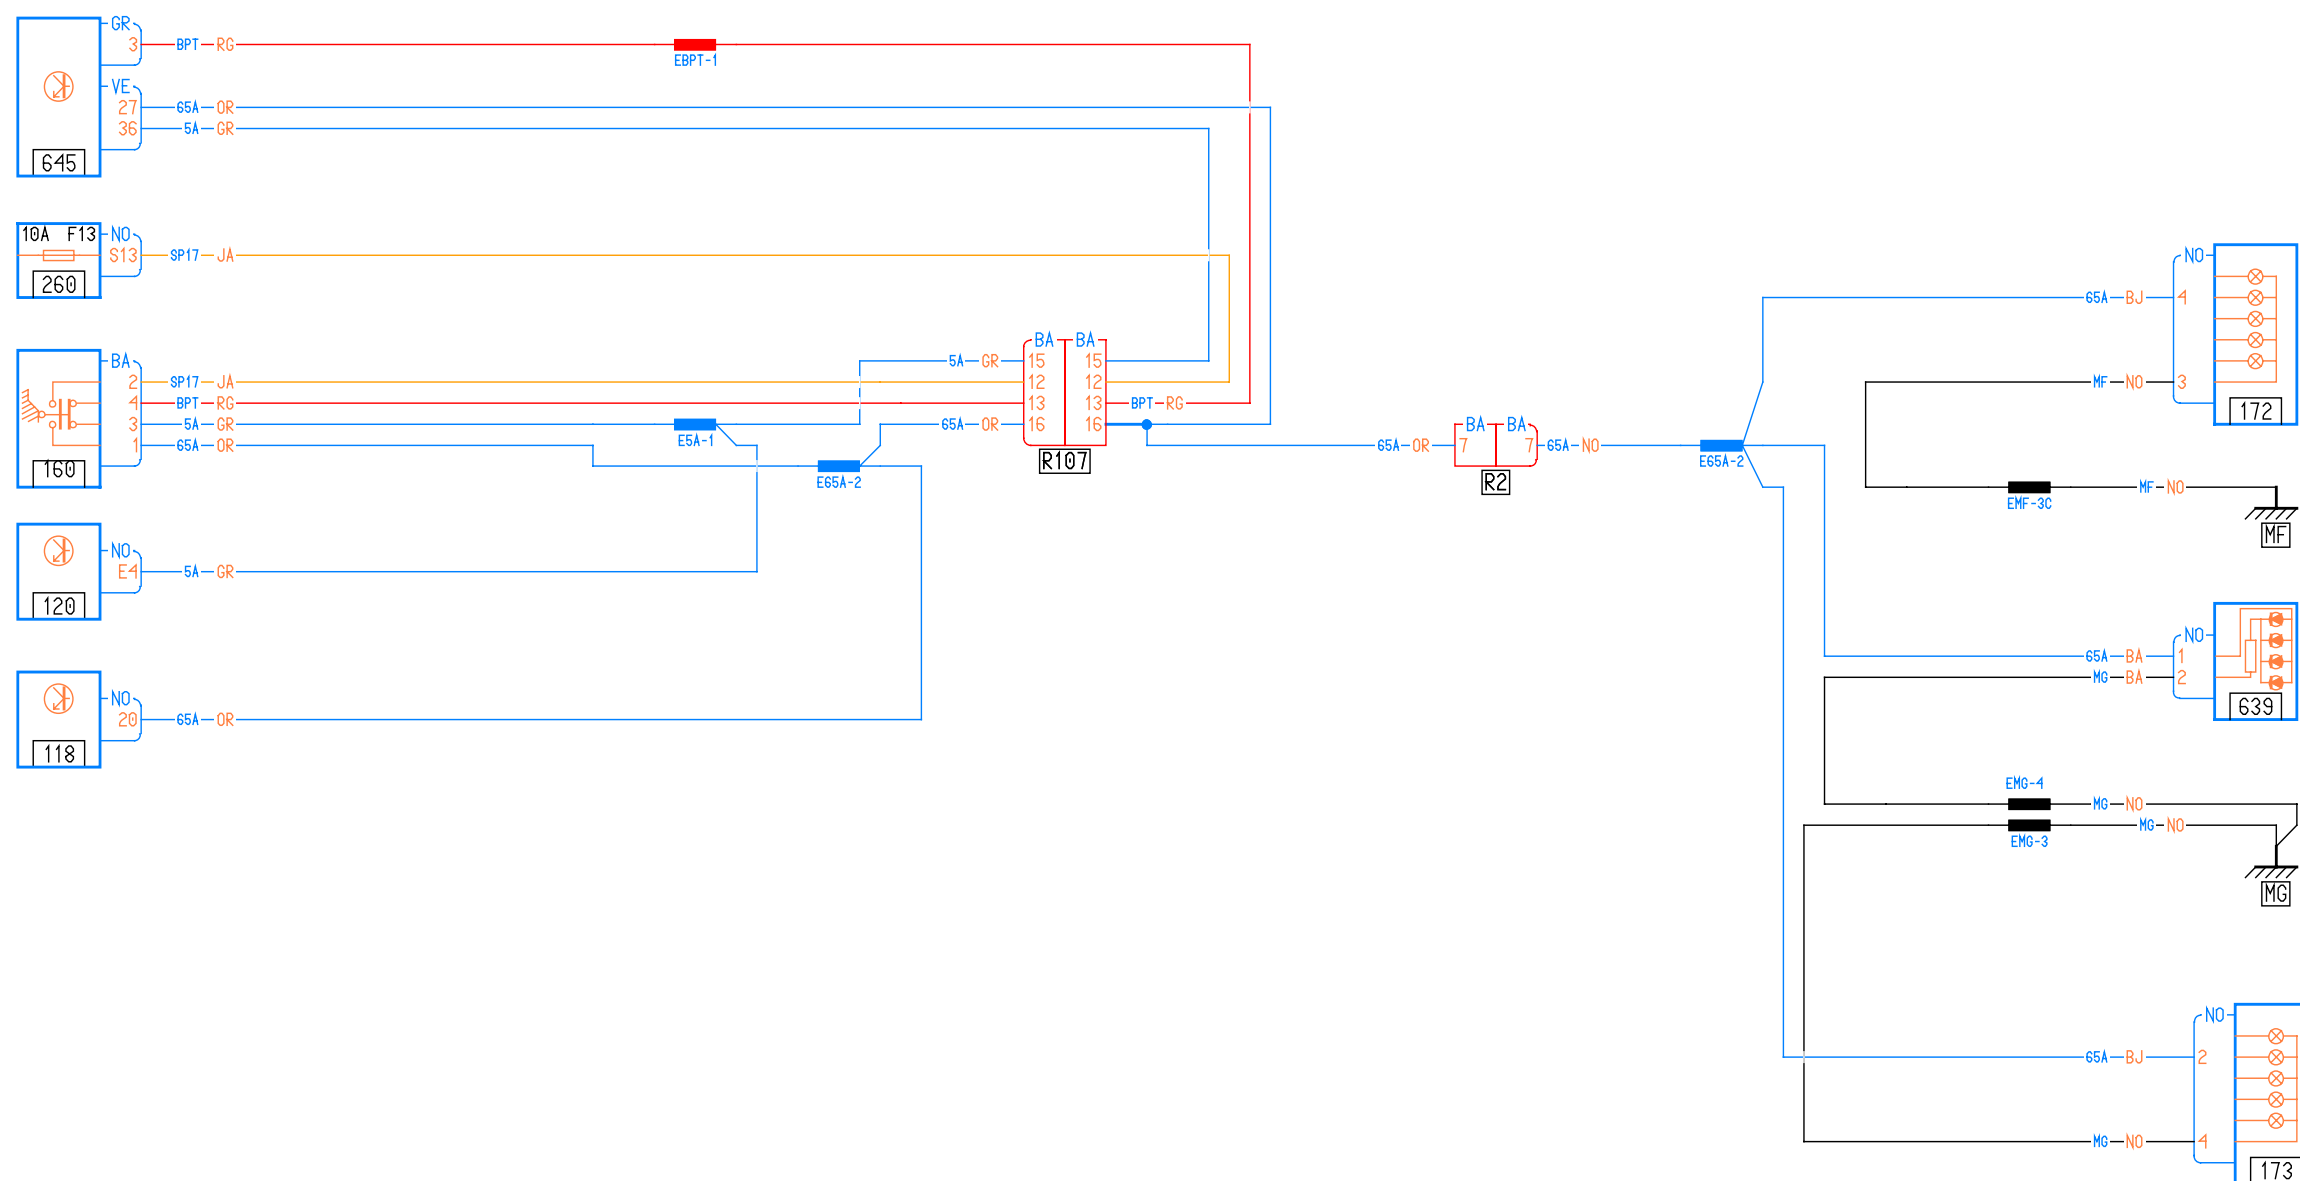 GR
3 BPT RG
EBPT-1
VE
27 65A OR
36 5A GR
645
10A F13 NO
S13 SP17 JA
260
BA
2 SP17 JA
4 BPT RG
3 5A GR
1 65A OR
160
E5A-1
E65A-2
NO
E4 5A GR
120
NO
20 65A OR
118
BA BA
5A GR 15 15
12 12
13 13 BPT RG
65A OR 16 16
R107
65A OR
BA BA
7 7
65A NO
R2
E65A-2
NO
65A BJ 4
MF NO 3
172
EMF-3C
MF NO
MF
NO
65A BA 1
MG BA 2
639
EMG-4
MG NO
MG NO
EMG-3
MG
NO
65A BJ 2
MG NO 4
173